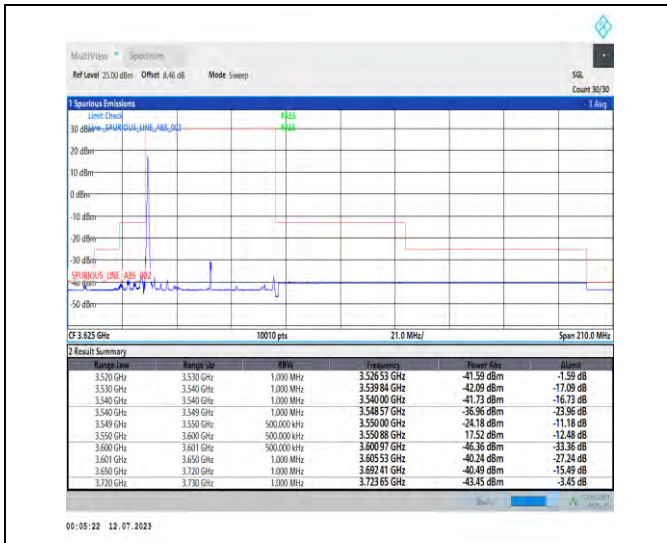 MultiView Spectrum
Ref Level 25.00 dBm Offset 8.46 dB Mode Sweep SGL
Count 30/30
1 Spurious Emissions 1 Avg
Limit Check PASS
Line _SPURIOUS_LINE_ABS_002 PASS
30 dBm
20 dBm
10 dBm
0 dBm
-10 dBm
-20 dBm
-30 dBm
SPURIOUS_LINE_ABS_002
-40 dBm
-50 dBm
CF 3.625 GHz 10010 pts 21.0 MHz/ Span 210.0 MHz
2 Result Summary
Range Low Range Up RBW Frequency Power Abs ΔLimit
3.520 GHz 3.530 GHz 1.000 MHz 3.526 53 GHz -41.59 dBm -1.59 dB
3.530 GHz 3.540 GHz 1.000 MHz 3.539 84 GHz -42.09 dBm -17.09 dB
3.540 GHz 3.540 GHz 1.000 MHz 3.540 00 GHz -41.73 dBm -16.73 dB
3.540 GHz 3.549 GHz 1.000 MHz 3.548 57 GHz -36.96 dBm -23.96 dB
3.549 GHz 3.550 GHz 500.000 kHz 3.550 00 GHz -24.18 dBm -11.18 dB
3.550 GHz 3.600 GHz 500.000 kHz 3.550 88 GHz 17.52 dBm -12.48 dB
3.600 GHz 3.601 GHz 500.000 kHz 3.600 97 GHz -46.36 dBm -33.36 dB
3.601 GHz 3.650 GHz 1.000 MHz 3.605 53 GHz -40.24 dBm -27.24 dB
3.650 GHz 3.720 GHz 1.000 MHz 3.692 41 GHz -40.49 dBm -15.49 dB
3.720 GHz 3.730 GHz 1.000 MHz 3.723 65 GHz -43.45 dBm -3.45 dB
00:05:22 12.07.2023